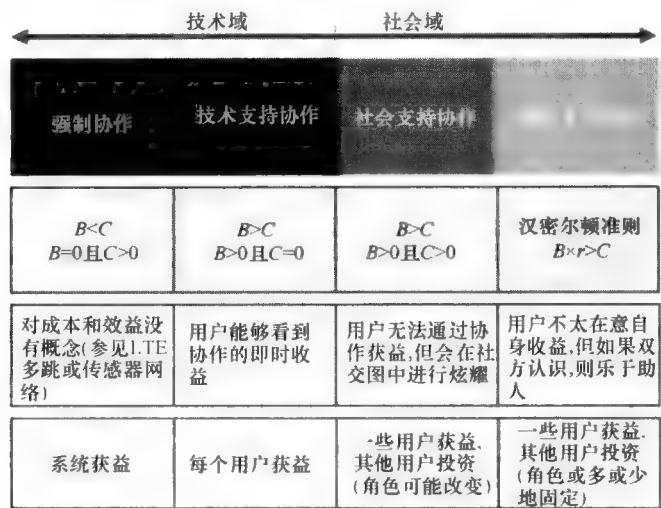 技术域 社会域
强制协作 技术支持协作 社会支持协作
B<C
B=0且C>0
B>C
B>0且C=0
B>C
B>0且C>0
汉密尔顿准则
B×r>C
对成本和效益没
有概念(参见LTE
多跳或传感器网
络)
用户能够看到
协作的即时收
益
用户无法通过协
作获益,但会在社
交图中进行炫耀
用户不太在意自
身收益,但如果双
方认识,则乐于助
人
系统获益
每个用户获益
一些用户获益.
其他用户投资
(角色可能改变)
一些用户获益.
其他用户投资
(角色或多或少
地固定)